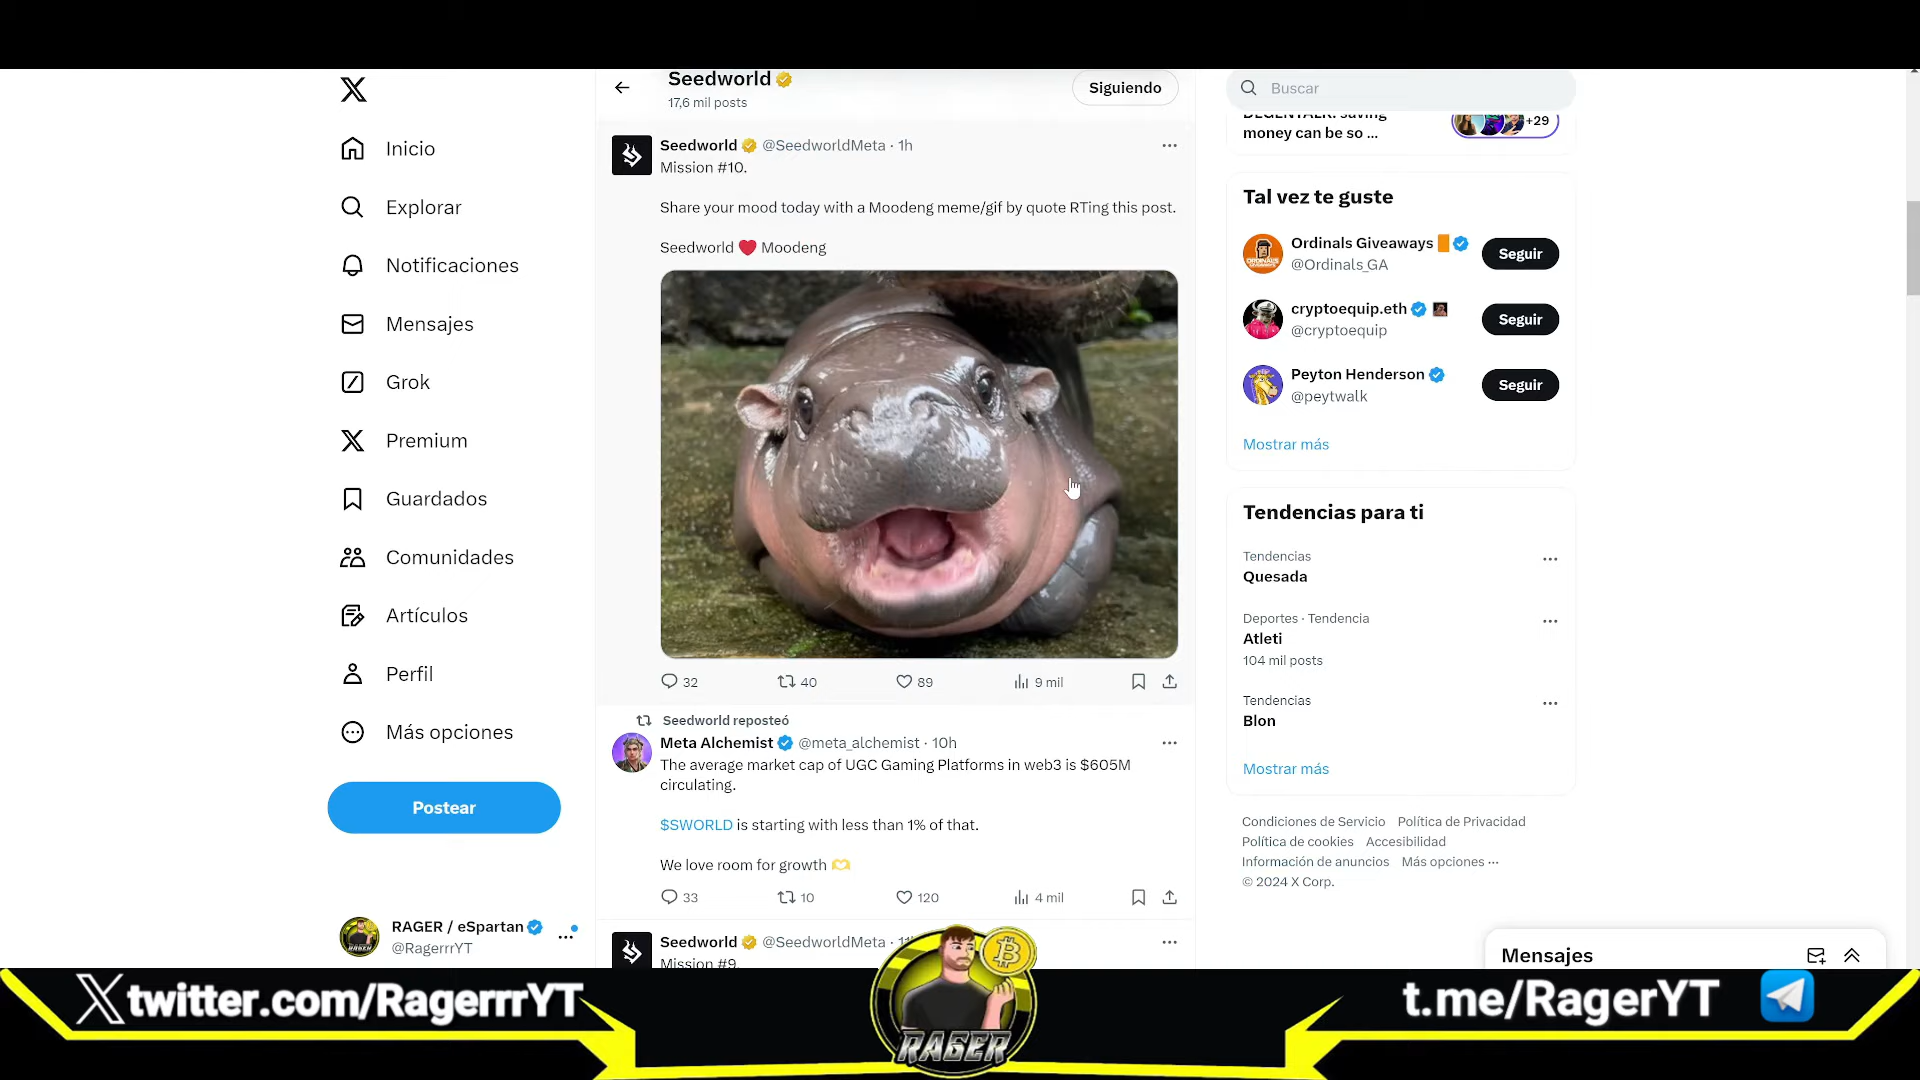 Seedworld
17,6 mil posts
Siguiendo
Buscar
Inicio
Explorar
Notificaciones
Mensajes
Grok
Premium
Guardados
Comunidades
Artículos
Perfil
Más opciones
Postear
RAGER / eSpartan
@RagerrrYT
Seedworld @SeedworldMeta · 1h
Mission #10.
Share your mood today with a Moodeng meme/gif by quote RTing this post.
Seedworld ❤️ Moodeng
32 40 89 9 mil
Seedworld reposteó
Meta Alchemist @meta_alchemist · 10h
The average market cap of UGC Gaming Platforms in web3 is $605M
circulating.
$SWORLD is starting with less than 1% of that.
We love room for growth 🫶
33 10 120 4 mil
Seedworld @SeedworldMeta ·
Mission #9.
DEGENTALK: saving
money can be so ...
+29
Tal vez te guste
Ordinals Giveaways
@Ordinals_GA
Seguir
cryptoequip.eth
@cryptoequip
Seguir
Peyton Henderson
@peytwalk
Seguir
Mostrar más
Tendencias para ti
Tendencias
Quesada
Deportes · Tendencia
Atleti
104 mil posts
Tendencias
Blon
Mostrar más
Condiciones de Servicio Política de Privacidad
Política de cookies Accesibilidad
Información de anuncios Más opciones ···
© 2024 X Corp.
Mensajes
twitter.com/RagerrrYT
RAGER
t.me/RagerYT